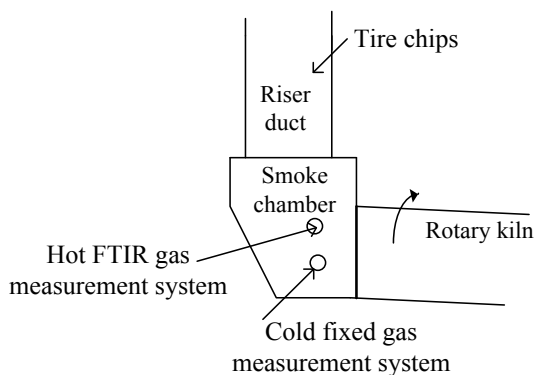 Tire chips
Riser
duct
Smoke
chamber
Rotary kiln
Hot FTIR gas
measurement system
Cold fixed gas
measurement system